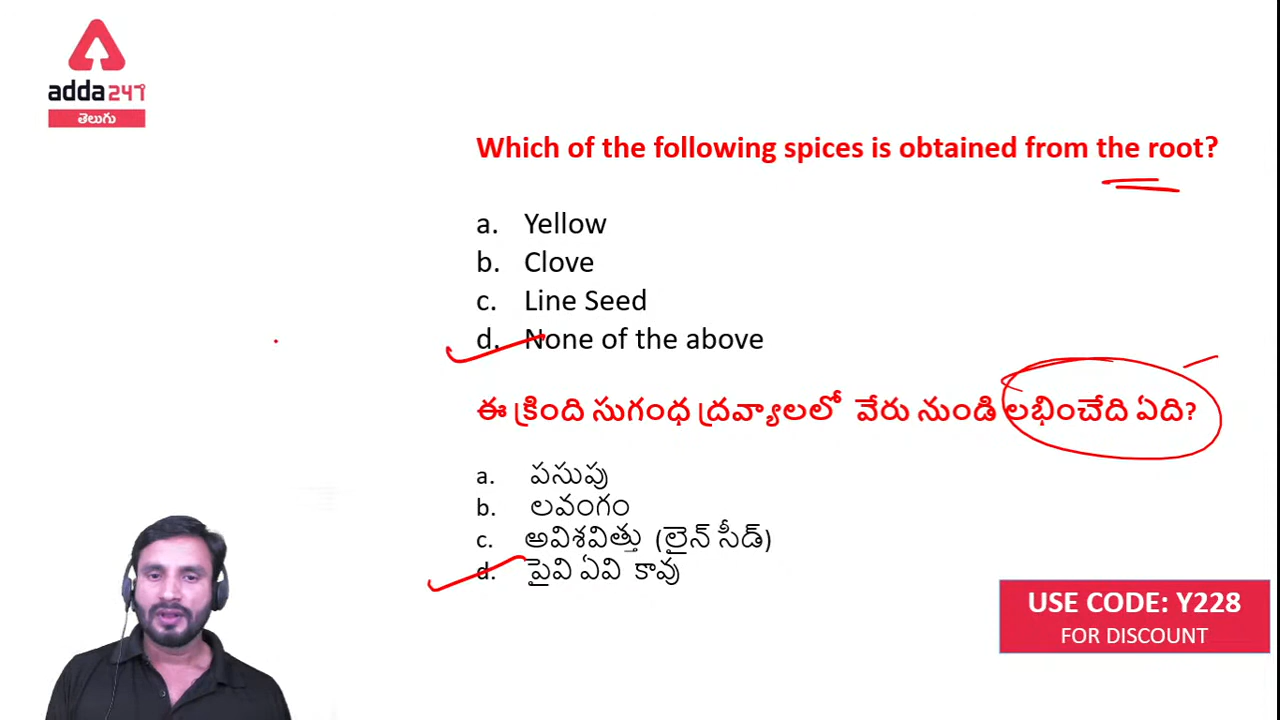 adda247
తెలుగు
Which of the following spices is obtained from the root?
a. Yellow
b. Clove
c. Line Seed
d. None of the above
ఈ క్రింది సుగంధ ద్రవ్యాలలో వేరు నుండి లభించేది ఏది?
a. పసుపు
b. లవంగం
c. అవిశవిత్తు (లైన్ సీడ్)
d. పైవి ఏవి కావు
USE CODE: Y228
FOR DISCOUNT